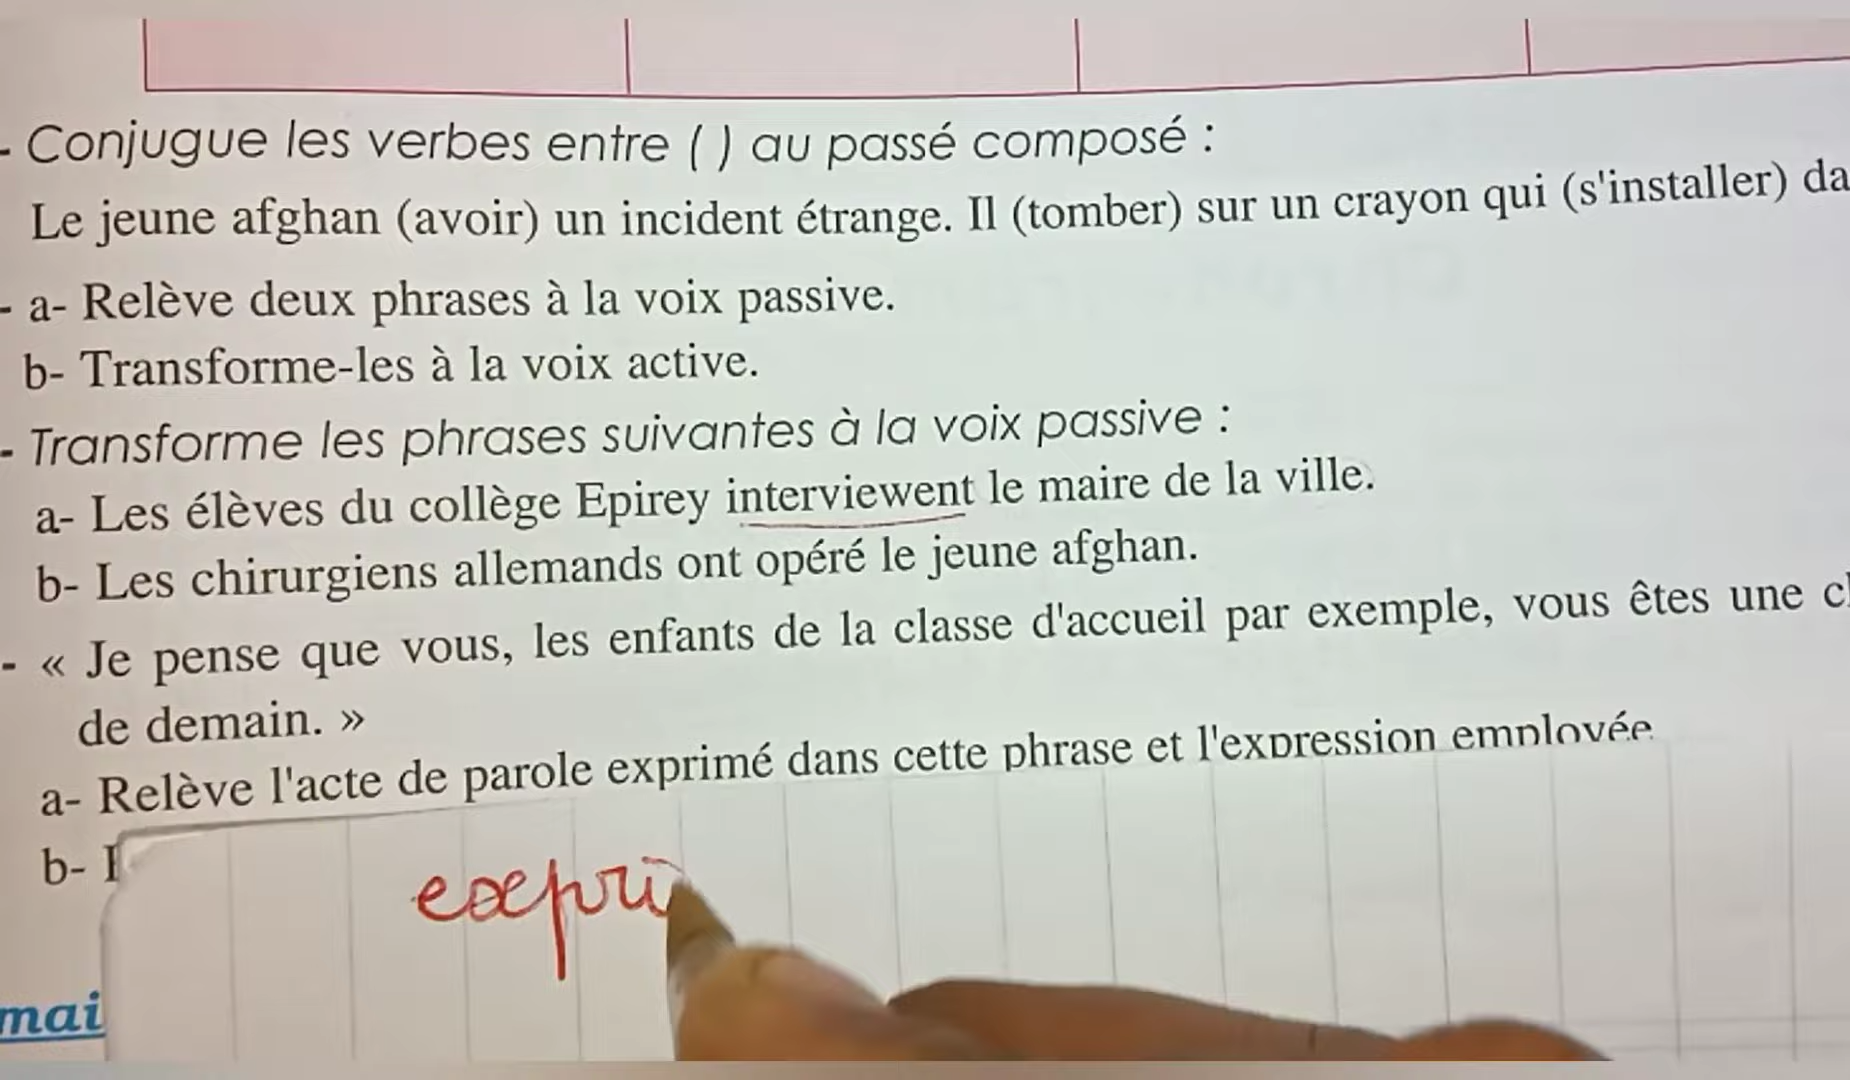 - Conjugue les verbes entre ( ) au passé composé :
Le jeune afghan (avoir) un incident étrange. Il (tomber) sur un crayon qui (s'installer) da
- a- Relève deux phrases à la voix passive.
b- Transforme-les à la voix active.
- Transforme les phrases suivantes à la voix passive :
a- Les élèves du collège Epirey interviewent le maire de la ville.
b- Les chirurgiens allemands ont opéré le jeune afghan.
- « Je pense que vous, les enfants de la classe d'accueil par exemple, vous êtes une
de demain. »
a- Relève l'acte de parole exprimé dans cette phrase et l'expression employée
b-
expri
mai